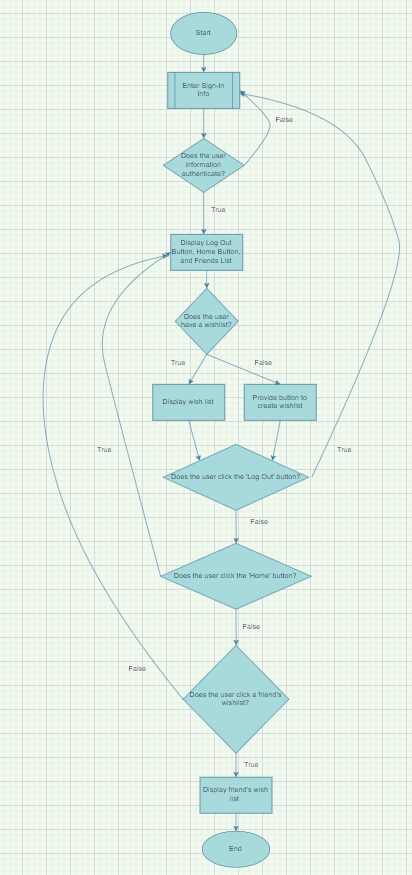 Start
Enter Sign-In
Info
False
Does the user
information
authenticate?
True
Display Log Out
Button, Home Button,
and Friends List
Does the user
have a wishlist?
True
False
Display wish list
Provide button to
create wishlist
True
True
Does the user click the 'Log Out' button?
False
Does the user click the 'Home' button?
False
False
Does the user click a friend's
wishlist?
True
Display friend's wish
list
End